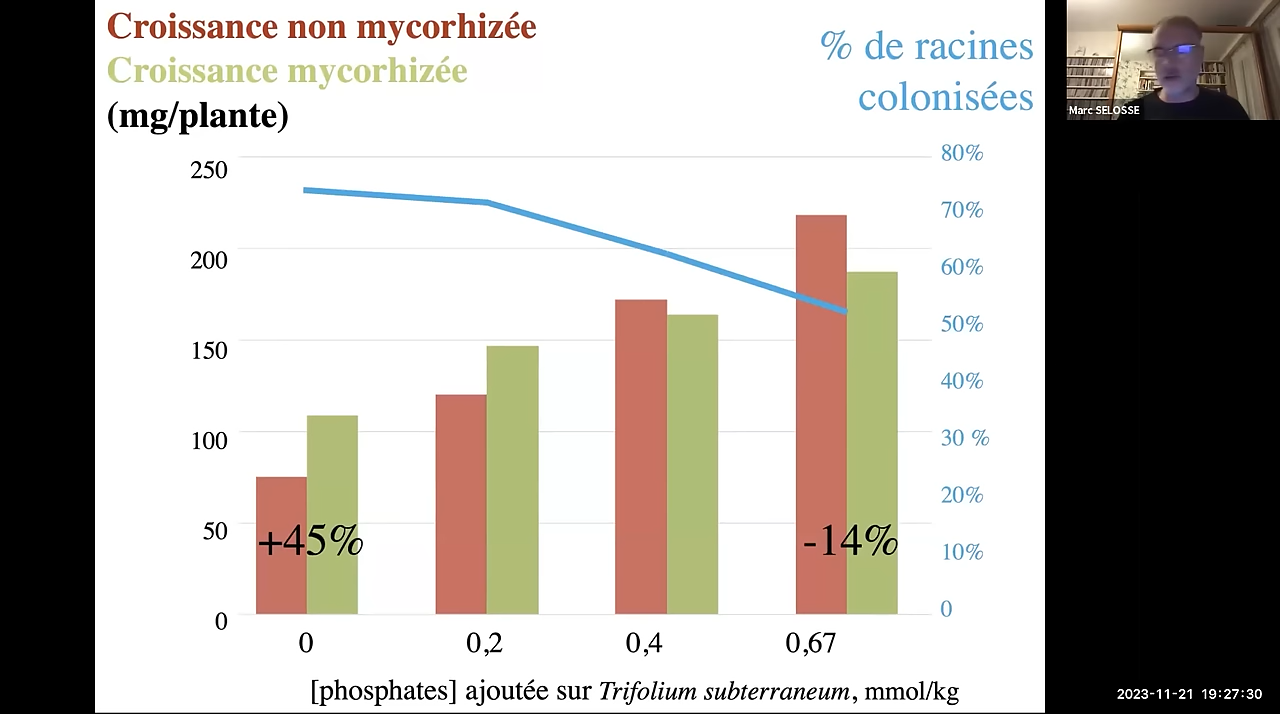 Croissance non mycorhizée
Croissance mycorhizée
(mg/plante)
% de racines
colonisées
Marc SELOSSE
250
200
150
100
50
0
80%
70%
60%
50%
40%
30 %
20%
10%
0
+45%
-14%
0 0,2 0,4 0,67
[phosphates] ajoutée sur Trifolium subterraneum, mmol/kg
2023-11-21 19:27:30